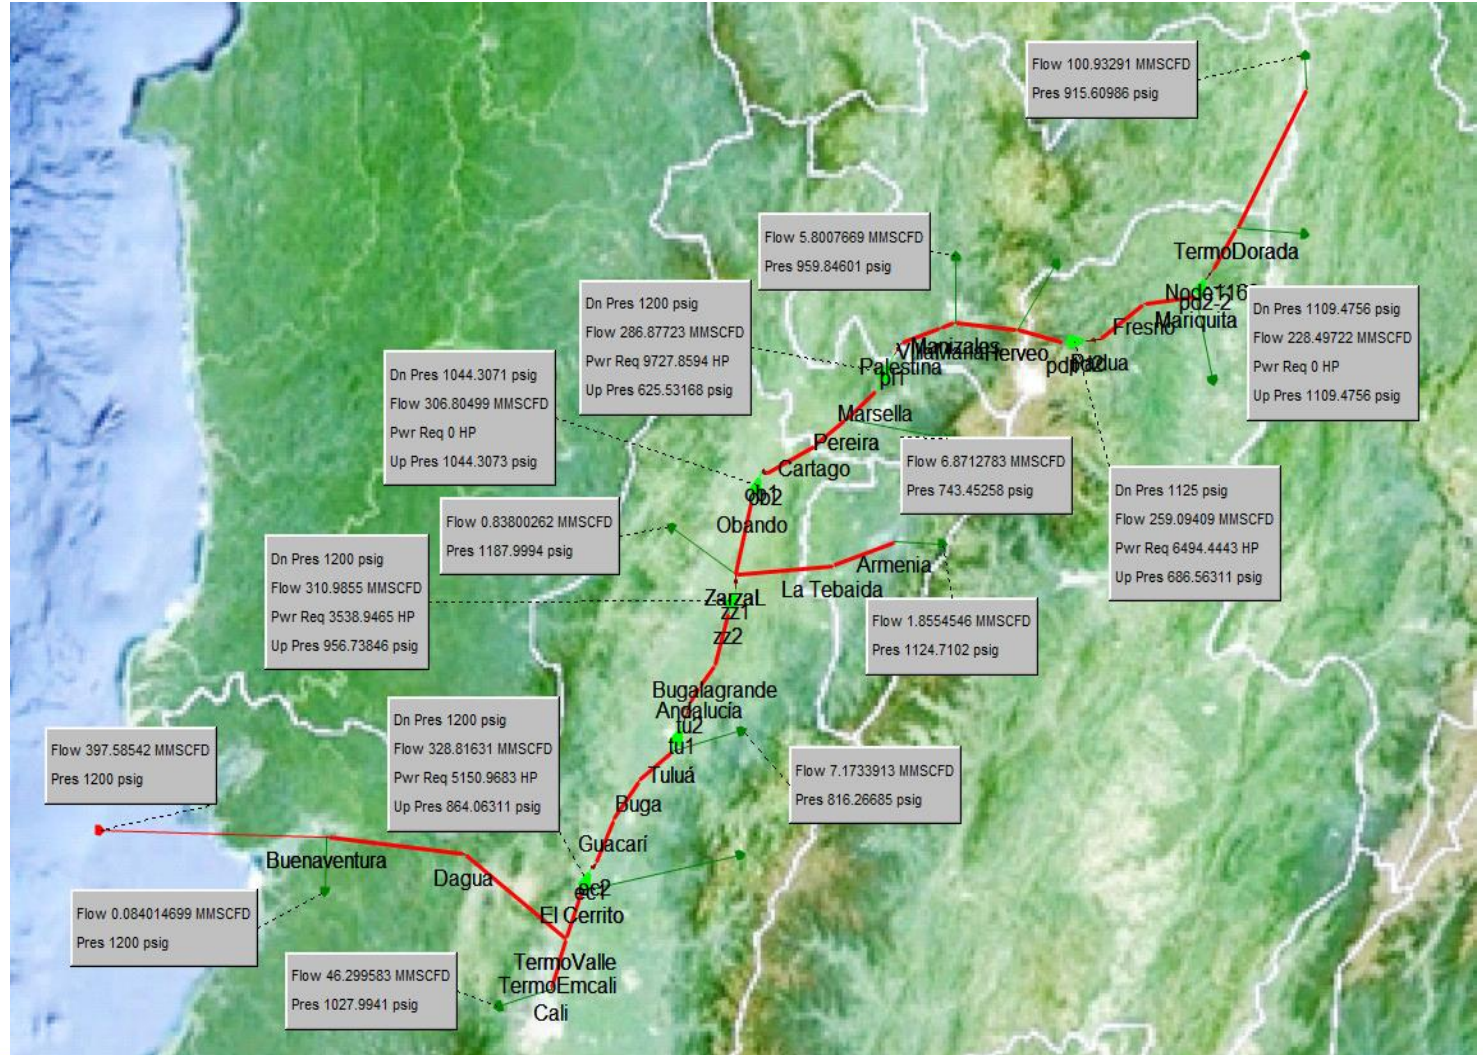 Flow 100.93291 MMSCFD
Pres 915.60986 psig
Flow 5.8007669 MMSCFD
Pres 959.84601 psig
TermoDorada
Dn Pres 1200 psig
Flow 286.87723 MMSCFD
Pwr Req 9727.8594 HP
Up Pres 625.53168 psig
pd2-2
Mariquita
Fresno
Dn Pres 1109.4756 psig
Flow 228.49722 MMSCFD
Pwr Req 0 HP
Up Pres 1109.4756 psig
Manizales
Herveo
Palestina
pl1
Dn Pres 1044.3071 psig
Flow 306.80499 MMSCFD
Pwr Req 0 HP
Up Pres 1044.3073 psig
Marsella
Pereira
Cartago
Flow 6.8712783 MMSCFD
Pres 743.45258 psig
Dn Pres 1125 psig
Flow 259.09409 MMSCFD
Pwr Req 6494.4443 HP
Up Pres 686.56311 psig
ob1
ob2
Obando
Flow 0.83800262 MMSCFD
Pres 1187.9994 psig
Dn Pres 1200 psig
Flow 310.9855 MMSCFD
Pwr Req 3538.9465 HP
Up Pres 956.73846 psig
Armenia
La Tebaida
ZarzaL
zz1
zz2
Flow 1.8554546 MMSCFD
Pres 1124.7102 psig
Bugalagrande
Andalucía
tu2
tu1
Tuluá
Buga
Guacarí
Dn Pres 1200 psig
Flow 328.81631 MMSCFD
Pwr Req 5150.9683 HP
Up Pres 864.06311 psig
Flow 7.1733913 MMSCFD
Pres 816.26685 psig
Flow 397.58542 MMSCFD
Pres 1200 psig
Buenaventura
Dagua
ec2
El Cerrito
Flow 0.084014699 MMSCFD
Pres 1200 psig
TermoValle
TermoEmcali
Cali
Flow 46.299583 MMSCFD
Pres 1027.9941 psig